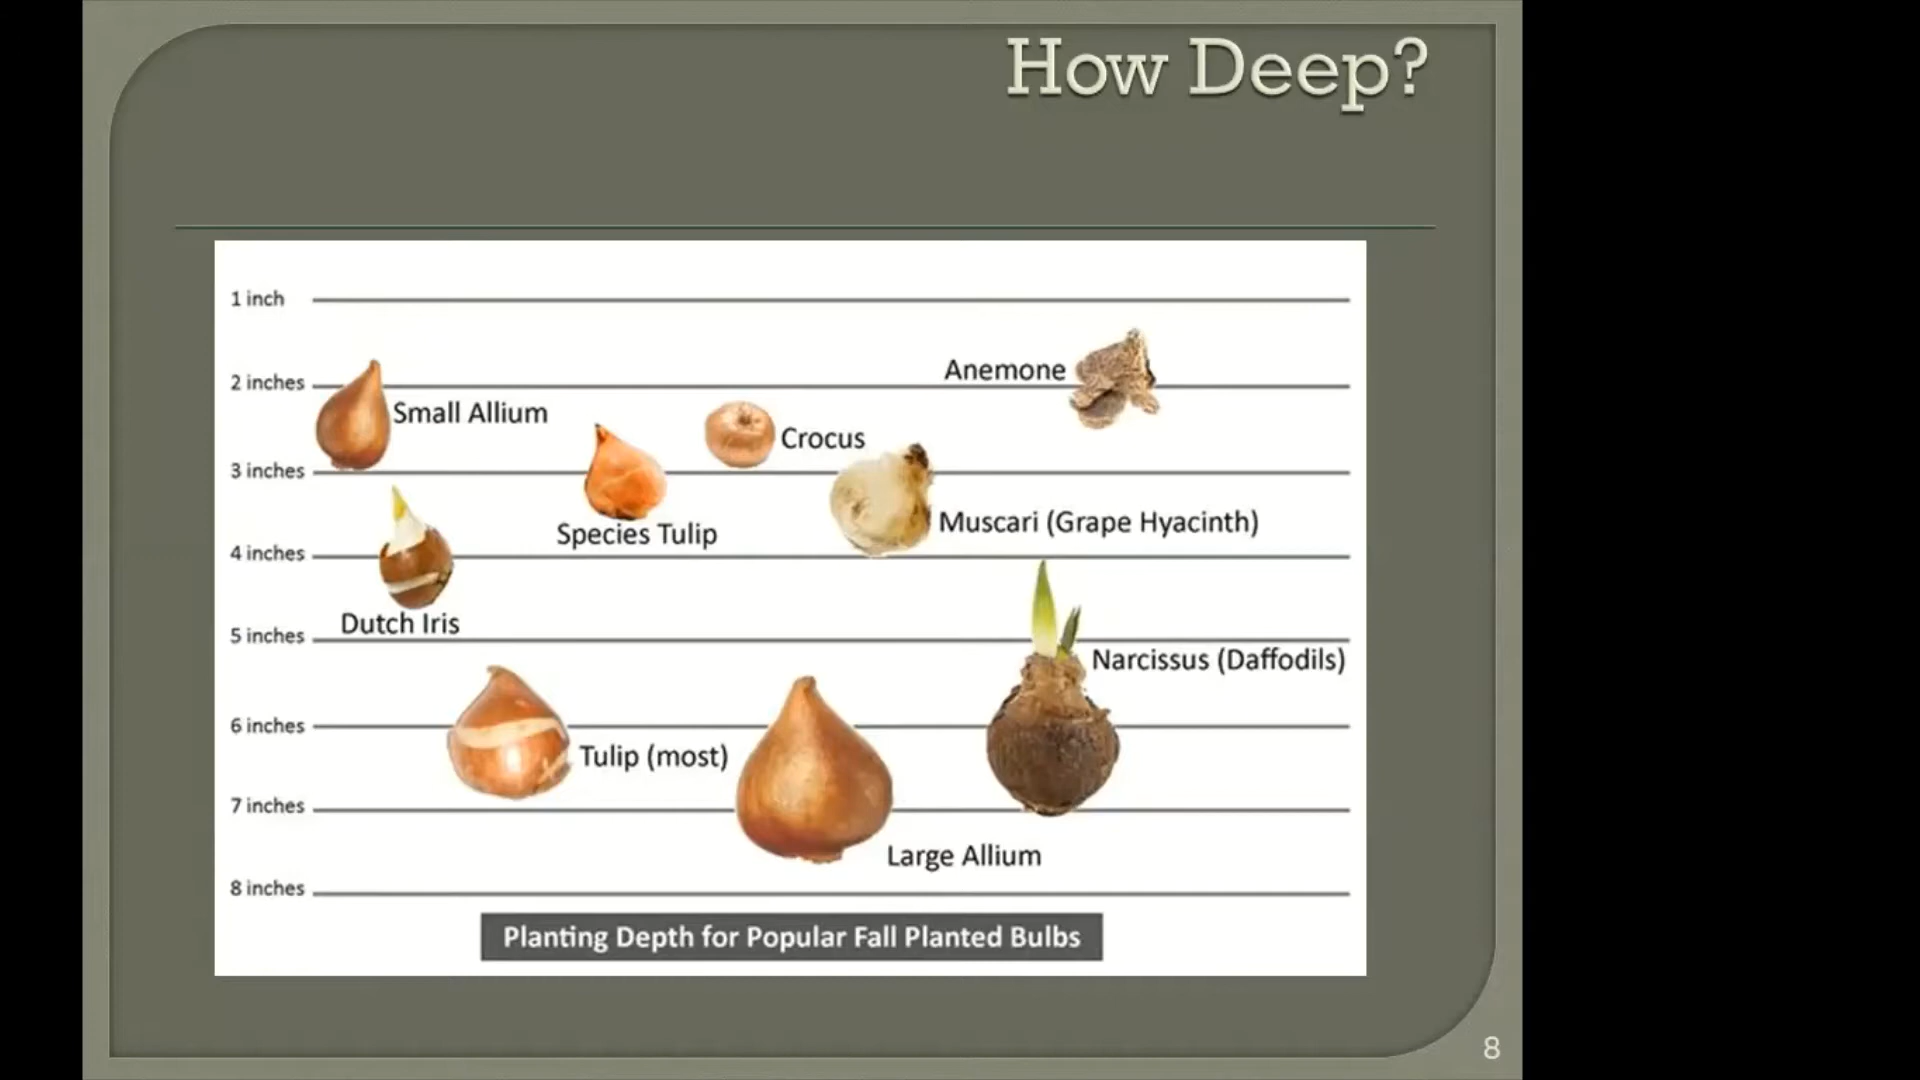 How Deep?
1 inch
Anemone
2 inches
Small Allium
Crocus
3 inches
Muscari (Grape Hyacinth)
Species Tulip
4 inches
Dutch Iris
5 inches
Narcissus (Daffodils)
6 inches
Tulip (most)
7 inches
Large Allium
8 inches
Planting Depth for Popular Fall Planted Bulbs
8